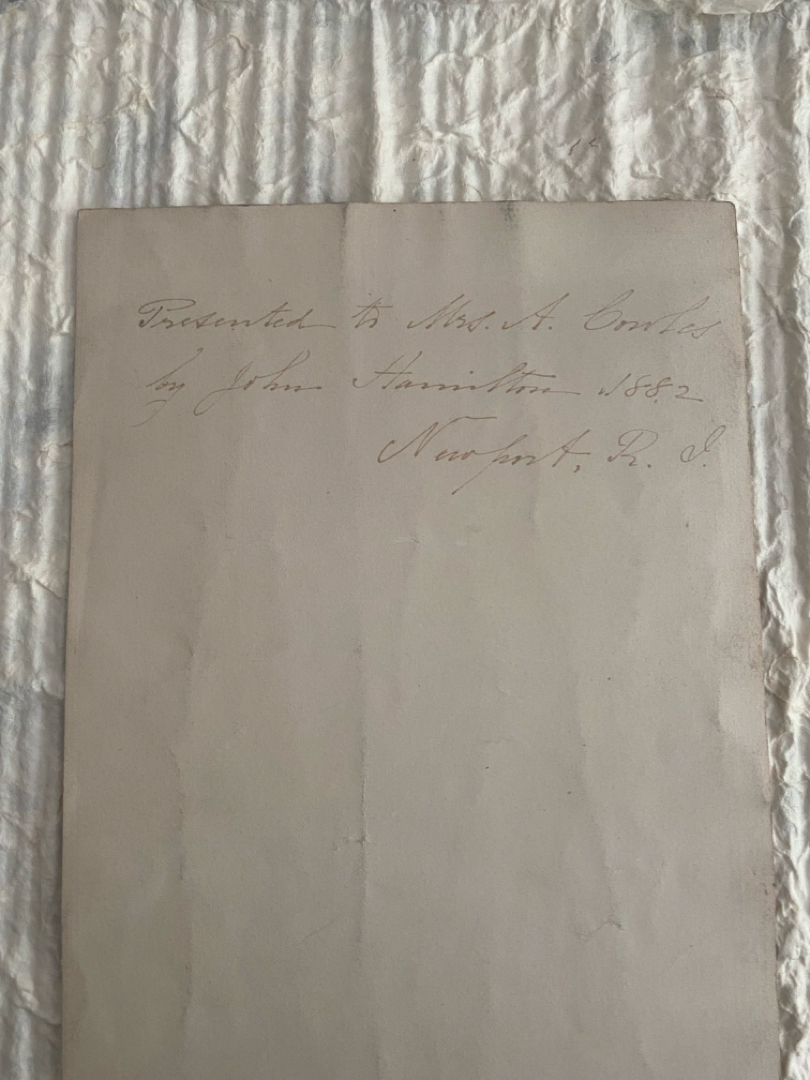 Presented to Mrs. A. Cowles
by John Hamilton 1882
Newport, R. I.